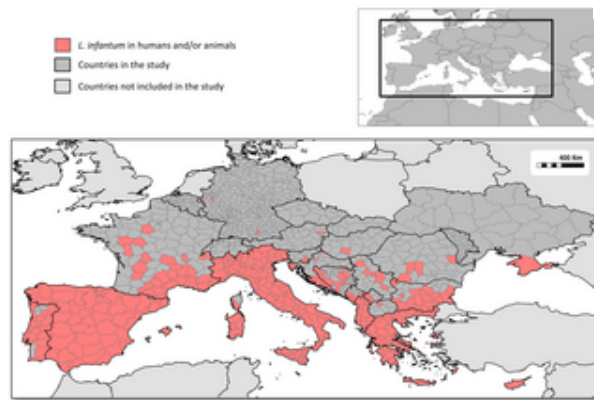 L. infantum in humans and/or animals
Countries in the study
Countries not included in the study
400 Km